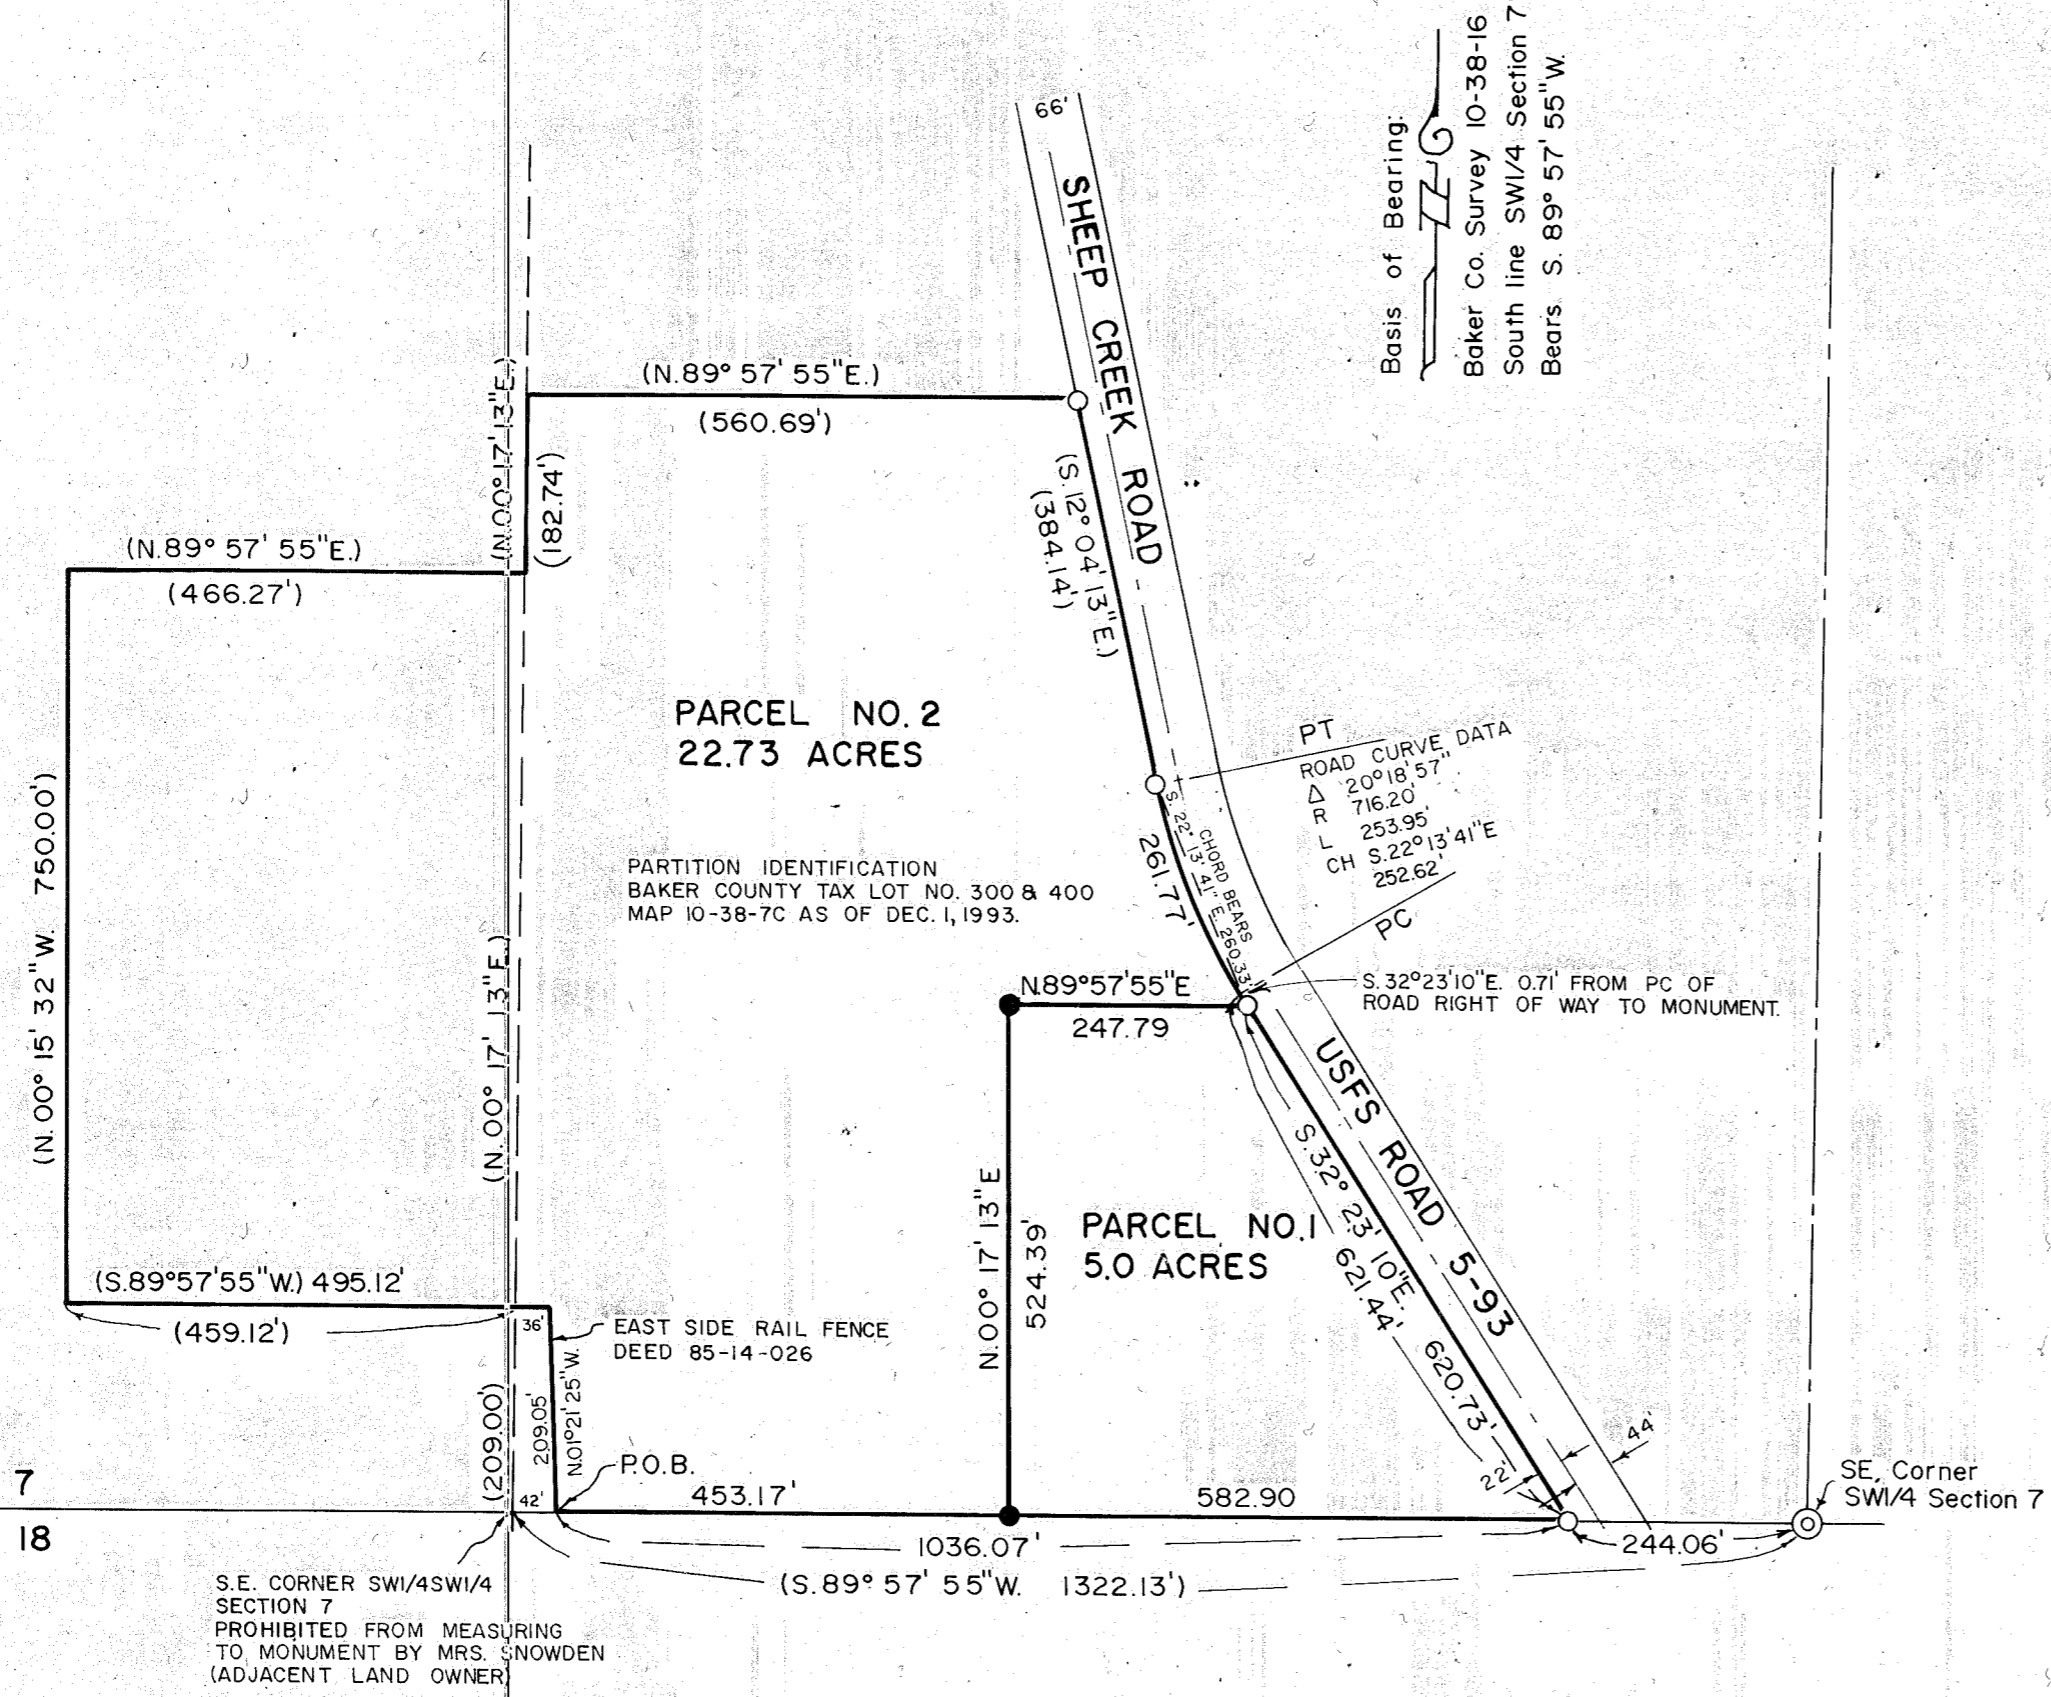 66'
SHEEP CREEK ROAD
Basis of Bearing:
Baker Co. Survey 10-38-16
South line SW1/4 Section 7
Bears S. 89° 57' 55"W.
(N.89° 57' 55"E.)
(560.69')
(N.00° 17' 13"E.)
(182.74')
(S. 12° 04' 13"E.)
(384.14')
(N.89° 57' 55"E.)
(466.27')
PARCEL NO. 2
22.73 ACRES
PT
ROAD CURVE DATA
Δ 20°18'57"
R 716.20'
L 253.95'
CH S.22°13'41"E
252.62'
PC
261.77'
CHORD BEARS
S. 22° 13' 41" E. 260.33'
PARTITION IDENTIFICATION
BAKER COUNTY TAX LOT NO. 300 & 400
MAP 10-38-7C AS OF DEC. 1, 1993.
(N. 00° 15' 32" W. 750.00')
(N. 00° 17' 13" E.)
N.89°57'55"E
247.79
S. 32°23'10"E. 0.71' FROM PC OF
ROAD RIGHT OF WAY TO MONUMENT.
USFS ROAD 5-93
N.00° 17' 13"E
524.39'
PARCEL NO.1
5.0 ACRES
S.32° 23' 10"E. 620.73'
621.44'
(S.89°57'55"W.) 495.12'
(459.12')
36'
EAST SIDE RAIL FENCE
DEED 85-14-026
(209.00')
209.05'
N.01°21'25"W.
42'
P.O.B.
453.17'
582.90
22'
44'
SE. Corner
SW1/4 Section 7
7
18
1036.07'
244.06'
(S.89° 57' 55"W. 1322.13')
S.E. CORNER SW1/4SW1/4
SECTION 7
PROHIBITED FROM MEASURING
TO MONUMENT BY MRS. SNOWDEN
(ADJACENT LAND OWNER)